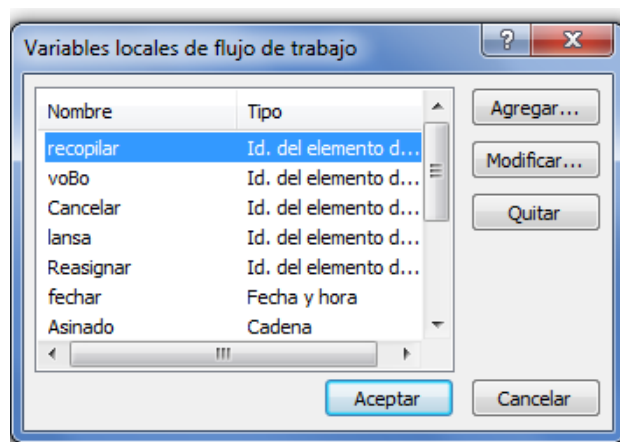 Variables locales de flujo de trabajo
Nombre Tipo
recopilar Id. del elemento d...
voBo Id. del elemento d...
Cancelar Id. del elemento d...
lansa Id. del elemento d...
Reasignar Id. del elemento d...
fechar Fecha y hora
Asinado Cadena
Agregar...
Modificar...
Quitar
Aceptar Cancelar